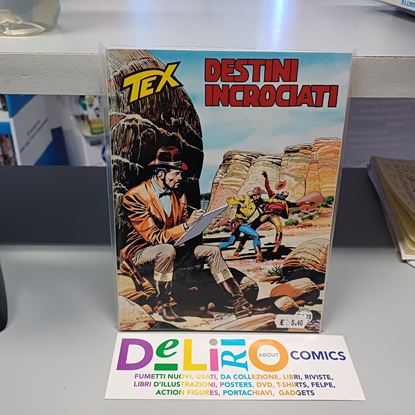 TEX
DESTINI
INCROCIATI
£ 5,40
DeLiRiO ABOUT COMICS
FUMETTI NUOVI, USATI, DA COLLEZIONE, LIBRI, RIVISTE,
LIBRI D'ILLUSTRAZIONI, POSTERS, DVD, T-SHIRTS, FELPE,
ACTION FIGURES, PORTACHIAVI, GADGETS